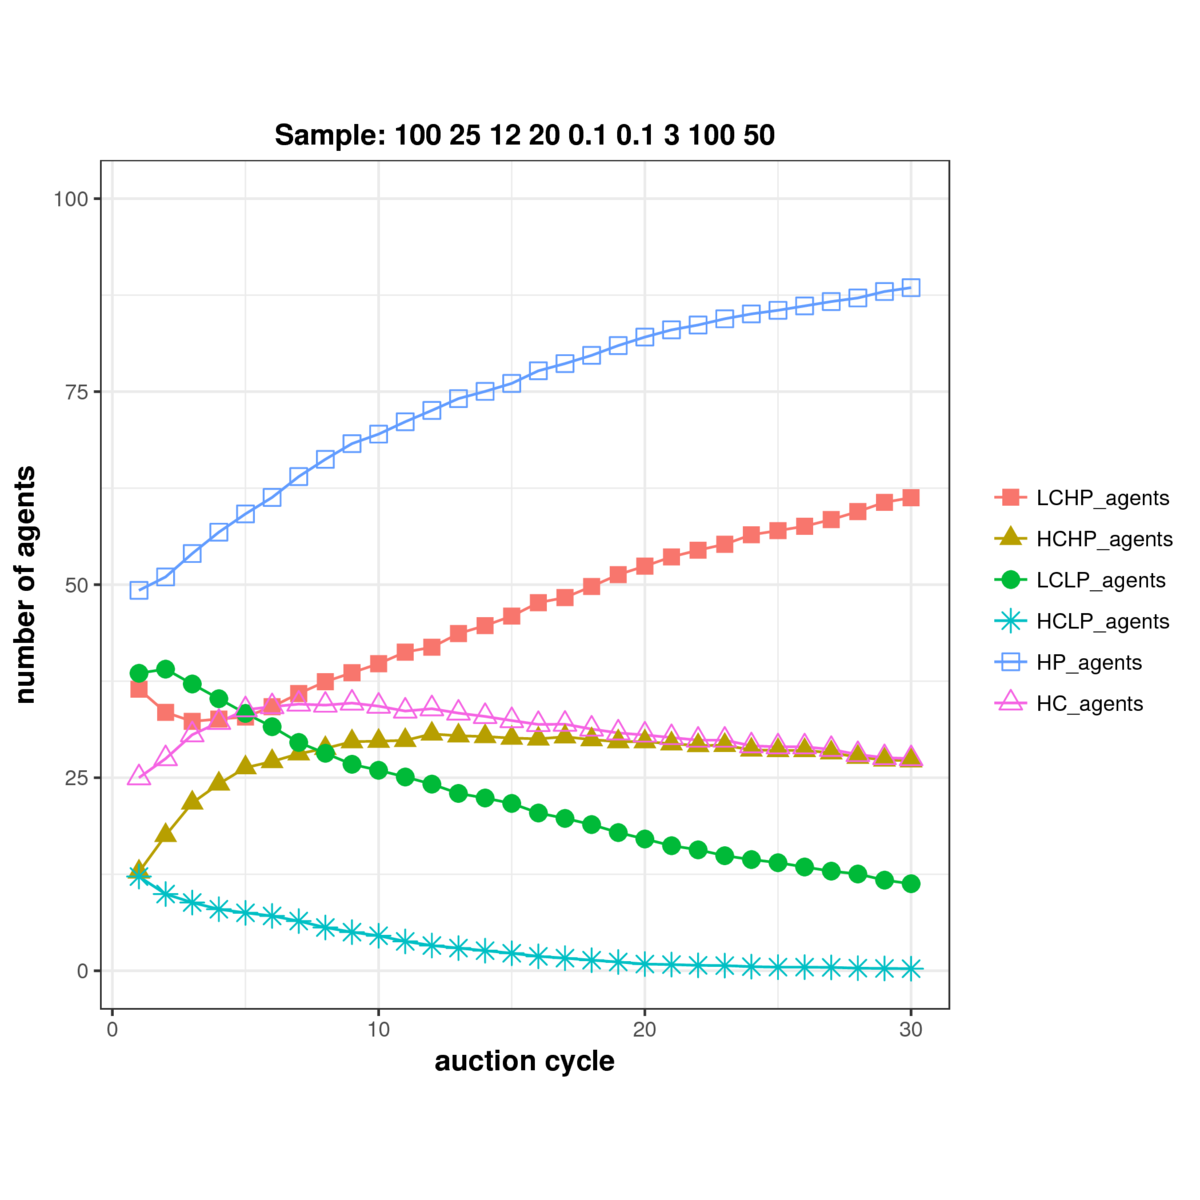 Sample: 100 25 12 20 0.1 0.1 3 100 50
number of agents
100
75
50
25
0
0 10 20 30
auction cycle
LCHP_agents
HCHP_agents
LCLP_agents
HCLP_agents
HP_agents
HC_agents